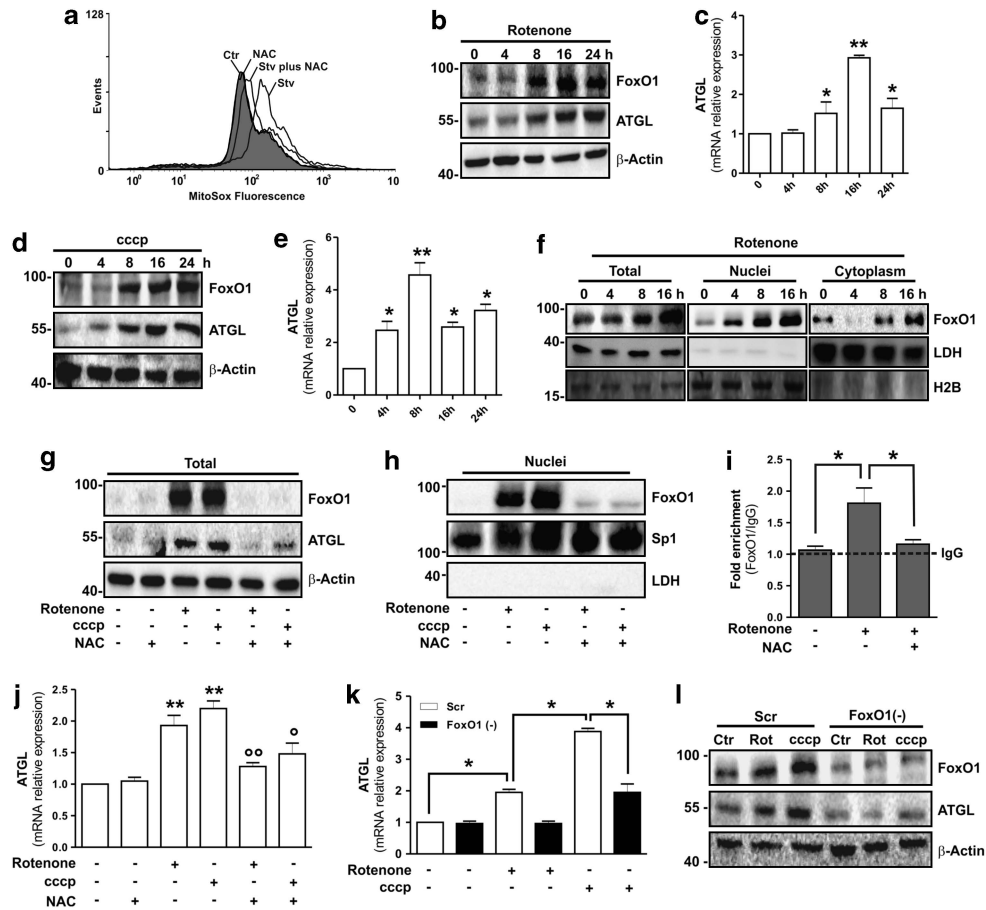 a
128
Events
0
Ctr
NAC
Stv plus NAC
Stv
10⁰ 10¹ 10² 10³ 10
MitoSox Fluorescence
b
Rotenone
0 4 8 16 24 h
100-
FoxO1
55-
ATGL
β-Actin
40-
c
ATGL
(mRNA relative expression)
4
3
2
1
0
*
**
*
0 4h 8h 16h 24h
d
cccp
0 4 8 16 24 h
100-
FoxO1
55-
ATGL
β-Actin
40-
e
ATGL
(mRNA relative expression)
6
4
2
0
*
**
*
*
0 4h 8h 16h 24h
f
Rotenone
Total Nuclei Cytoplasm
0 4 8 16 0 4 8 16 0 4 8 16 h
100-
FoxO1
40-
LDH
15-
H2B
g
Total
100-
FoxO1
55-
ATGL
β-Actin
40-
Rotenone - - + - + -
cccp - - - + - +
NAC - + - - + +
h
Nuclei
100-
FoxO1
Sp1
100-
40-
LDH
Rotenone - + - + -
cccp - - + - +
NAC - - - + +
i
Fold enrichment
(FoxO1/IgG)
2.5
2.0
1.5
1.0
0.5
0.0
* *
IgG
Rotenone - + +
NAC - - +
j
ATGL
(mRNA relative expression)
2.5
2.0
1.5
1.0
0.5
0.0
** ** °° °
Rotenone - - + - + -
cccp - - - + - +
NAC - + - - + +
k
ATGL
(mRNA relative expression)
5
4
3
2
1
0
Scr
FoxO1 (-)
* * *
Rotenone - - + + - -
cccp - - - - + +
l
Scr FoxO1(-)
Ctr Rot cccp Ctr Rot cccp
100 -
FoxO1
55 -
ATGL
β-Actin
40 -